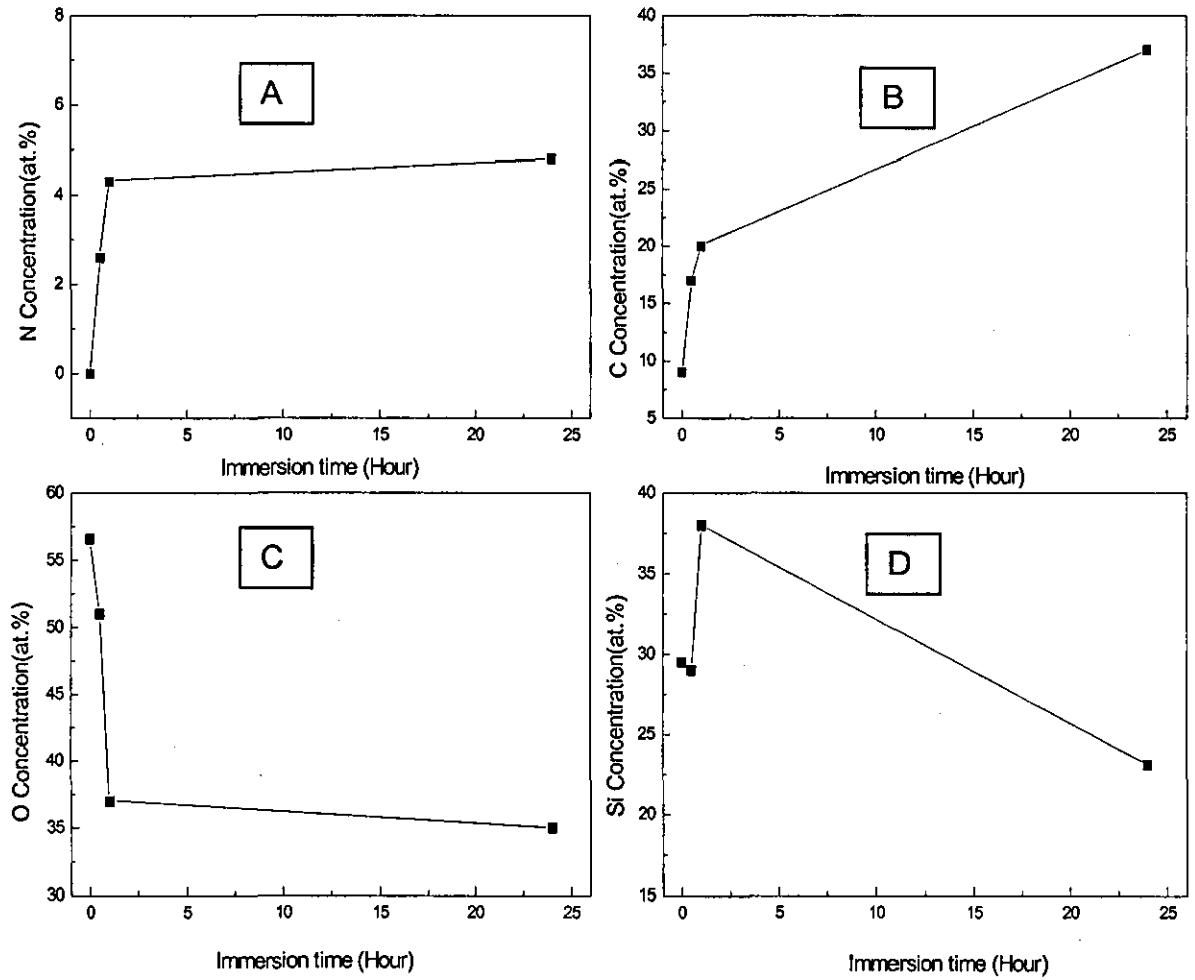 8
6
4
2
0
N Concentration(at.%)
A
0 5 10 15 20 25
Immersion time (Hour)
40
35
30
25
20
15
10
5
C Concentration(at.%)
B
0 5 10 15 20 25
Immersion time (Hour)
60
55
50
45
40
35
30
O Concentration(at.%)
C
0 5 10 15 20 25
Immersion time (Hour)
40
35
30
25
20
15
Si Concentration(at.%)
D
0 5 10 15 20 25
Immersion time (Hour)